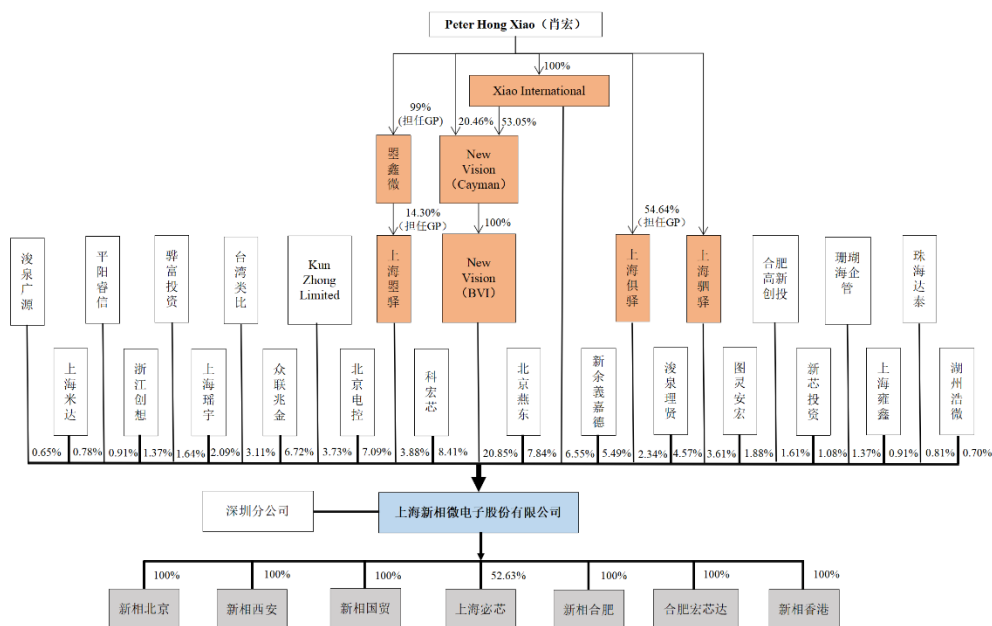 Peter Hong Xiao（肖宏）
100%
Xiao International
99%
(担任GP)
20.46%
53.05%
曌鑫微
New
Vision
（Cayman）
14.30%
（担任GP）
100%
54.64%
(担任GP)
浚泉广源
平阳睿信
骅富投资
台湾类比
Kun
Zhong
Limited
上海曌驿
New
Vision
（BVI）
上海俱驿
上海驷驿
合肥高新创投
珊瑚海企管
珠海达泰
上海米达
浙江创想
上海瑶宇
众联兆金
北京电控
科宏芯
北京燕东
新余義嘉德
浚泉理贤
图灵安宏
新芯投资
上海雍鑫
湖州浩微
0.65%
0.78%
0.91%
1.37%
1.64%
2.09%
3.11%
6.72%
3.73%
7.09%
3.88%
8.41%
20.85%
7.84%
6.55%
5.49%
2.34%
4.57%
3.61%
1.88%
1.61%
1.08%
1.37%
0.91%
0.81%
0.70%
深圳分公司
上海新相微电子股份有限公司
100%
100%
100%
52.63%
100%
100%
100%
新相北京
新相西安
新相国贸
上海宓芯
新相合肥
合肥宏芯达
新相香港